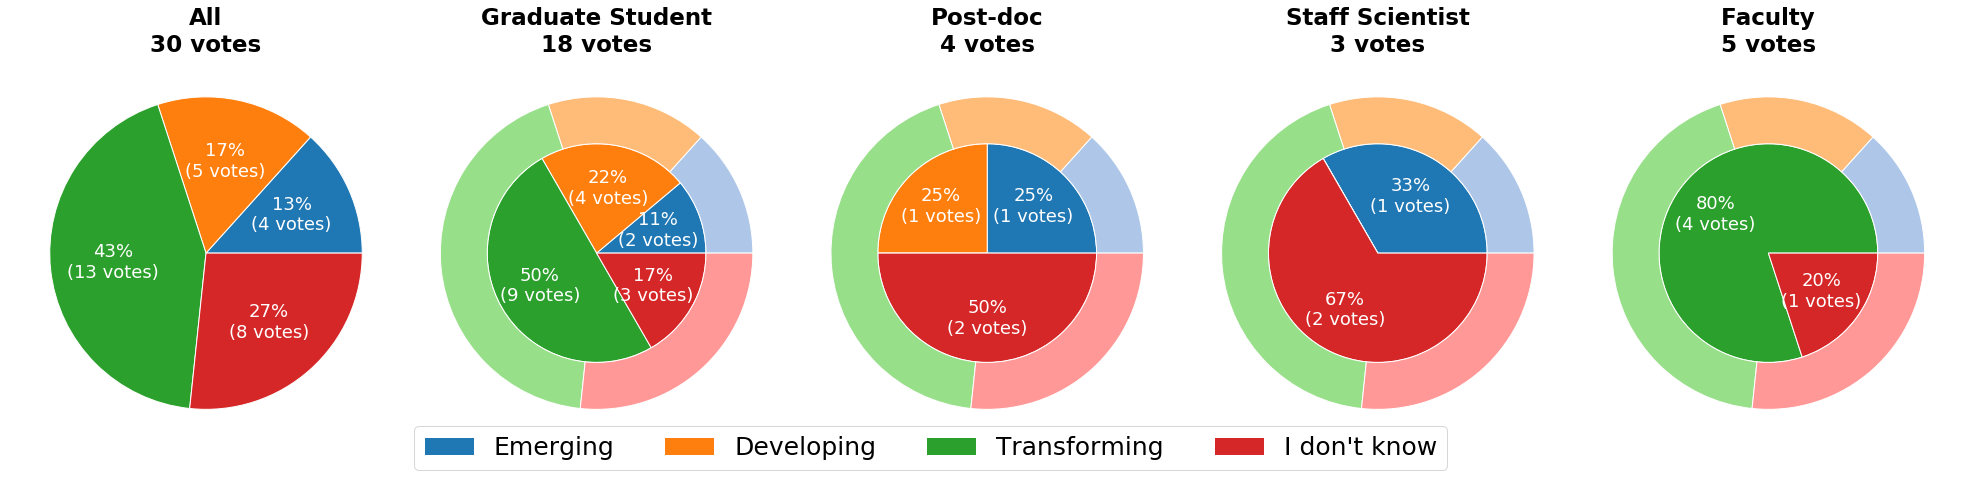 All
30 votes
17%
(5 votes)
13%
(4 votes)
43%
(13 votes)
27%
(8 votes)
Graduate Student
18 votes
22%
(4 votes)
11%
(2 votes)
50%
(9 votes)
17%
(3 votes)
Post-doc
4 votes
25%
(1 votes)
25%
(1 votes)
50%
(2 votes)
Staff Scientist
3 votes
33%
(1 votes)
67%
(2 votes)
Faculty
5 votes
80%
(4 votes)
20%
(1 votes)
Emerging
Developing
Transforming
I don't know